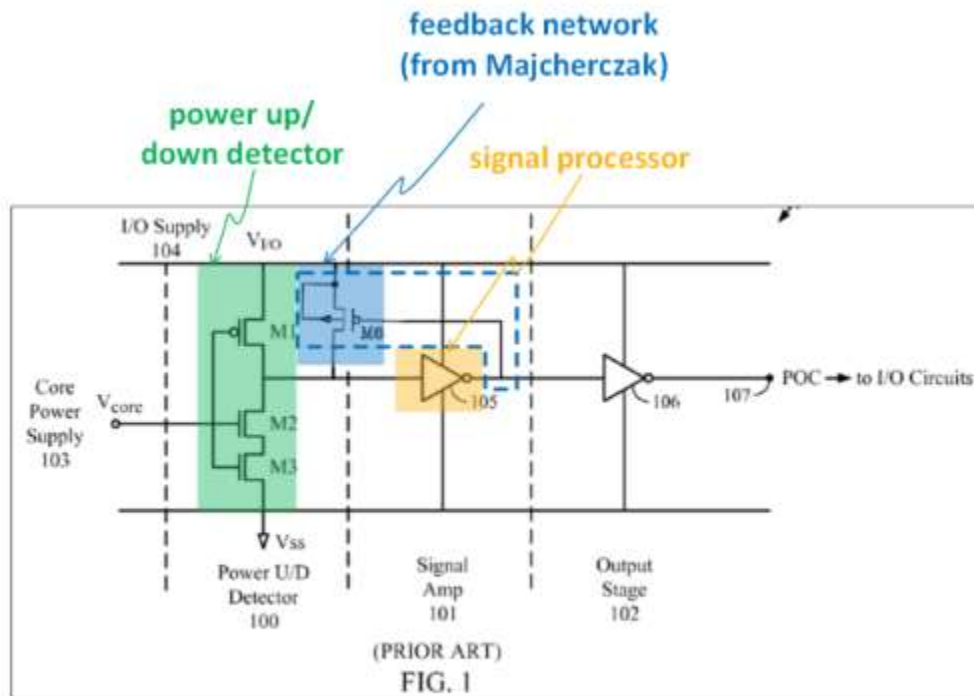 feedback network
(from Majcherczak)
power up/
down detector
signal processor
I/O Supply
104
VI/O
M1
M8
Core
Power
Supply
103
Vcore
M2
M3
105
106
107
POC
to I/O Circuits
Vss
Power U/D
Detector
100
Signal
Amp
101
Output
Stage
102
(PRIOR ART)
FIG. 1